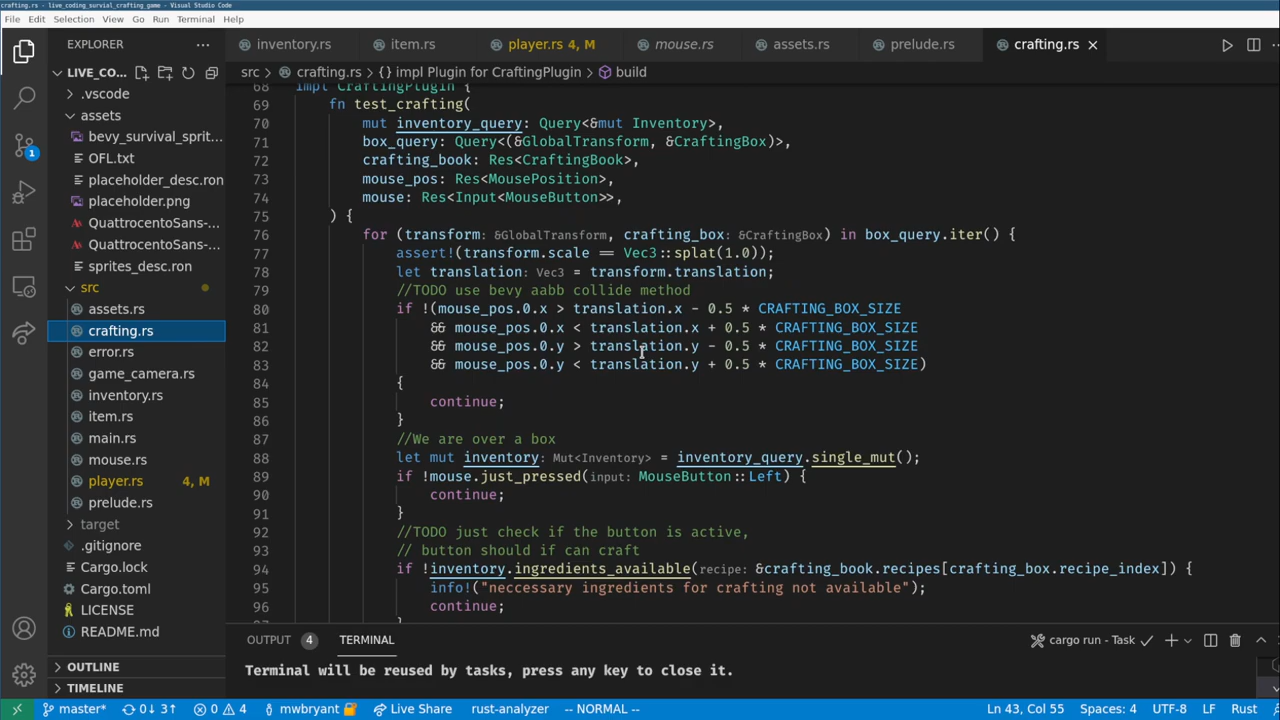 crafting.rs - live_coding_survial_crafting_game - Visual Studio Code
File Edit Selection View Go Run Terminal Help
EXPLORER
inventory.rs item.rs player.rs 4, M mouse.rs assets.rs prelude.rs crafting.rs
LIVE_CO...
src > crafting.rs > {} impl Plugin for CraftingPlugin > build
.vscode
assets
bevy_survival_sprit...
OFL.txt
placeholder_desc.ron
placeholder.png
QuattrocentoSans-...
QuattrocentoSans-...
sprites_desc.ron
src
assets.rs
crafting.rs
error.rs
game_camera.rs
inventory.rs
item.rs
main.rs
mouse.rs
player.rs 4, M
prelude.rs
target
.gitignore
Cargo.lock
Cargo.toml
LICENSE
README.md
OUTLINE
TIMELINE
1
68 impl CraftingPlugin {
69 fn test_crafting(
70 mut inventory_query: Query<&mut Inventory>,
71 box_query: Query<(&GlobalTransform, &CraftingBox)>,
72 crafting_book: Res<CraftingBook>,
73 mouse_pos: Res<MousePosition>,
74 mouse: Res<Input<MouseButton>>,
75 ) {
76 for (transform: &GlobalTransform, crafting_box: &CraftingBox) in box_query.iter() {
77 assert!(transform.scale == Vec3::splat(1.0));
78 let translation: Vec3 = transform.translation;
79 //TODO use bevy aabb collide method
80 if !(mouse_pos.0.x > translation.x - 0.5 * CRAFTING_BOX_SIZE
81 && mouse_pos.0.x < translation.x + 0.5 * CRAFTING_BOX_SIZE
82 && mouse_pos.0.y > translation.y - 0.5 * CRAFTING_BOX_SIZE
83 && mouse_pos.0.y < translation.y + 0.5 * CRAFTING_BOX_SIZE)
84 {
85 continue;
86 }
87 //We are over a box
88 let mut inventory: Mut<Inventory> = inventory_query.single_mut();
89 if !mouse.just_pressed(input: MouseButton::Left) {
90 continue;
91 }
92 //TODO just check if the button is active,
93 // button should if can craft
94 if !inventory.ingredients_available(recipe: &crafting_book.recipes[crafting_box.recipe_index]) {
95 info!("neccessary ingredients for crafting not available");
96 continue;
OUTPUT 4 TERMINAL cargo run - Task
Terminal will be reused by tasks, press any key to close it.
master* 0↓ 3↑ 0 4 mwbryant Live Share rust-analyzer -- NORMAL -- Ln 43, Col 55 Spaces: 4 UTF-8 LF Rust